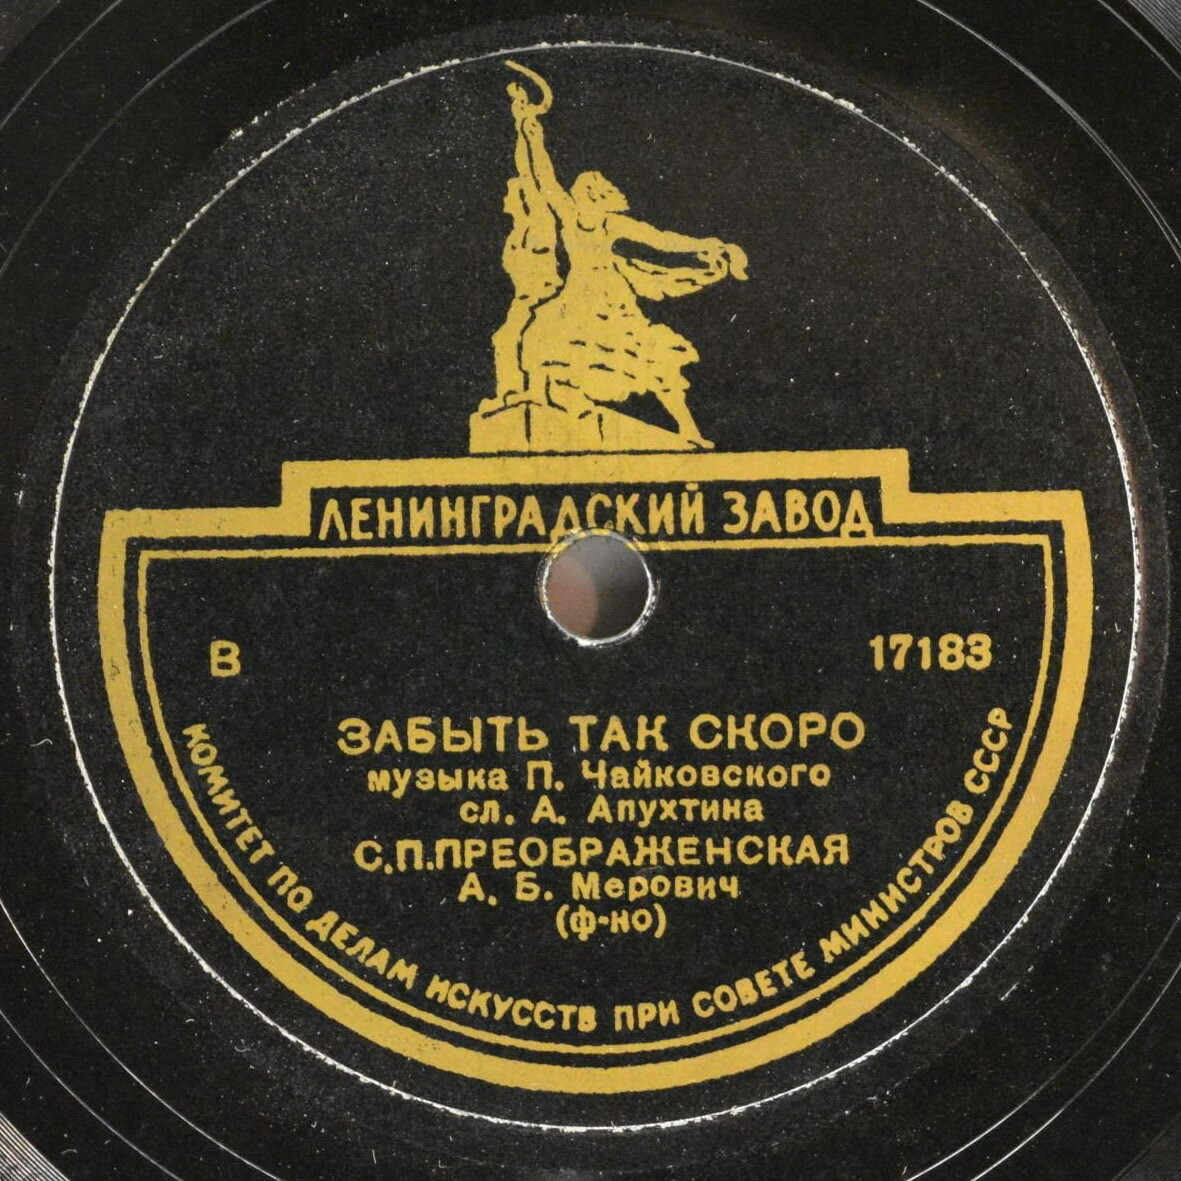 ЛЕНИНГРАДСКИЙ ЗАВОД
В
17183
ЗАБЫТЬ ТАК СКОРО
музыка П. Чайковского
сл. А. Апухтина
С.П.ПРЕОБРАЖЕНСКАЯ
А. Б. Мерович
(ф-но)
КОМИТЕТ ПО ДЕЛАМ ИСКУССТВ ПРИ СОВЕТЕ МИНИСТРОВ СССР